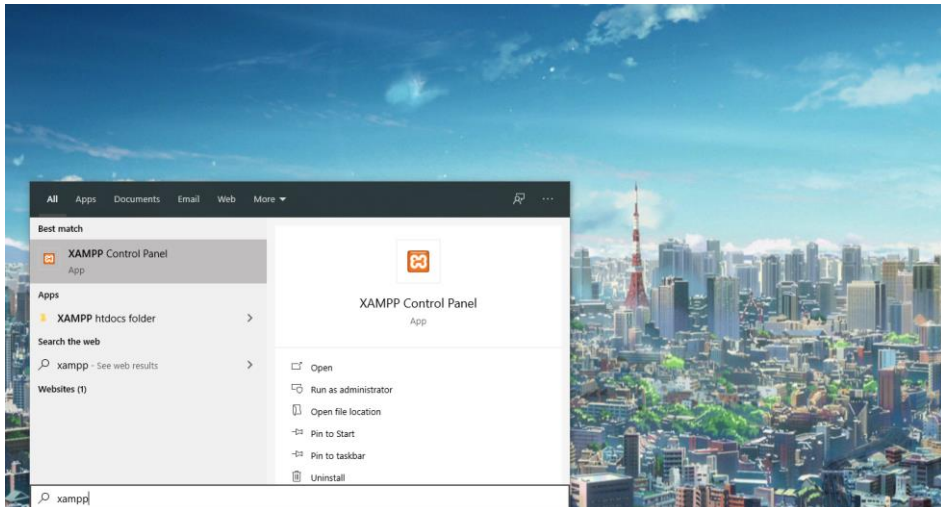 All Apps Documents Email Web More
Best match
XAMPP Control Panel
App
Apps
XAMPP htdocs folder
Search the web
xampp - See web results
Websites (1)
XAMPP Control Panel
App
Open
Run as administrator
Open file location
Pin to Start
Pin to taskbar
Uninstall
xampp